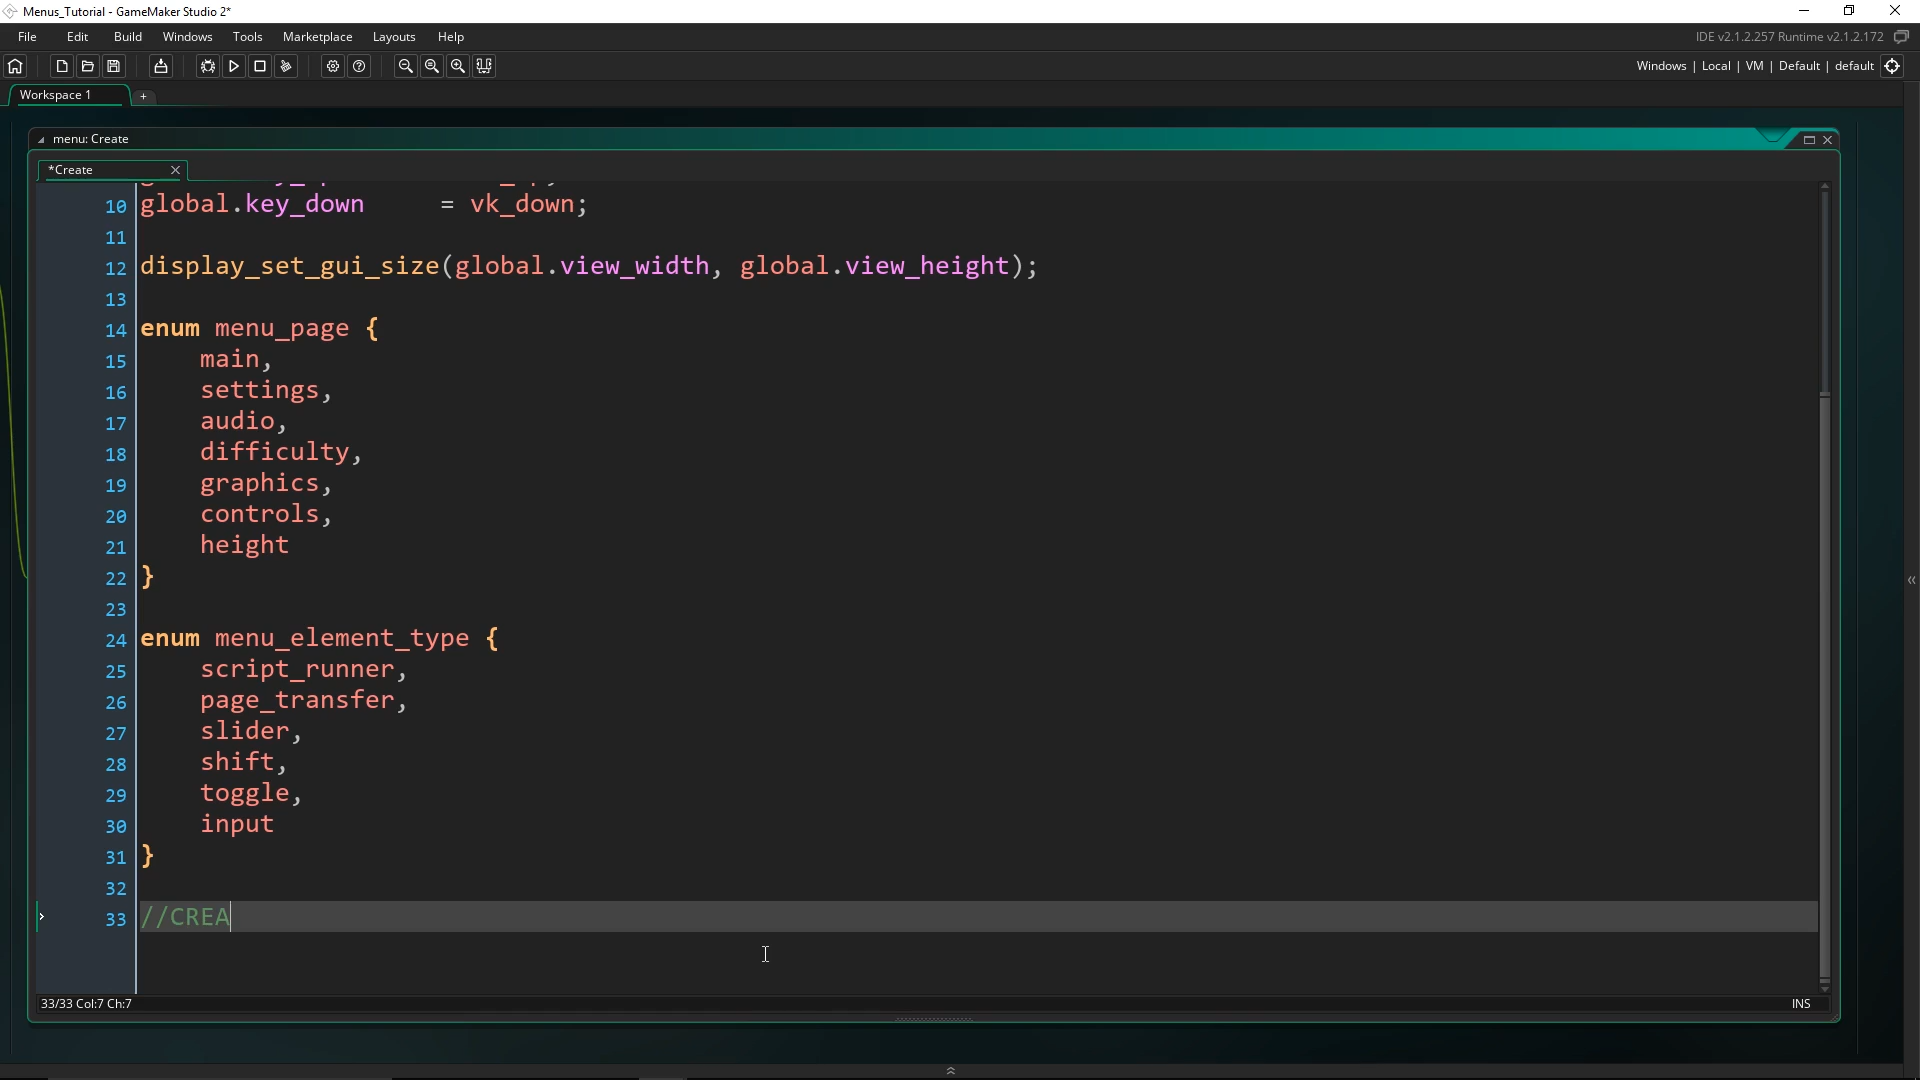 Menus_Tutorial - GameMaker Studio 2*
File Edit Build Windows Tools Marketplace Layouts Help
IDE v2.1.2.257 Runtime v2.1.2.172
Windows | Local | VM | Default | default
Workspace 1 +
menu: Create
*Create
10 global.key_down = vk_down;
11
12 display_set_gui_size(global.view_width, global.view_height);
13
14 enum menu_page {
15 main,
16 settings,
17 audio,
18 difficulty,
19 graphics,
20 controls,
21 height
22 }
23
24 enum menu_element_type {
25 script_runner,
26 page_transfer,
27 slider,
28 shift,
29 toggle,
30 input
31 }
32
33 //CREA
33/33 Col:7 Ch:7
INS